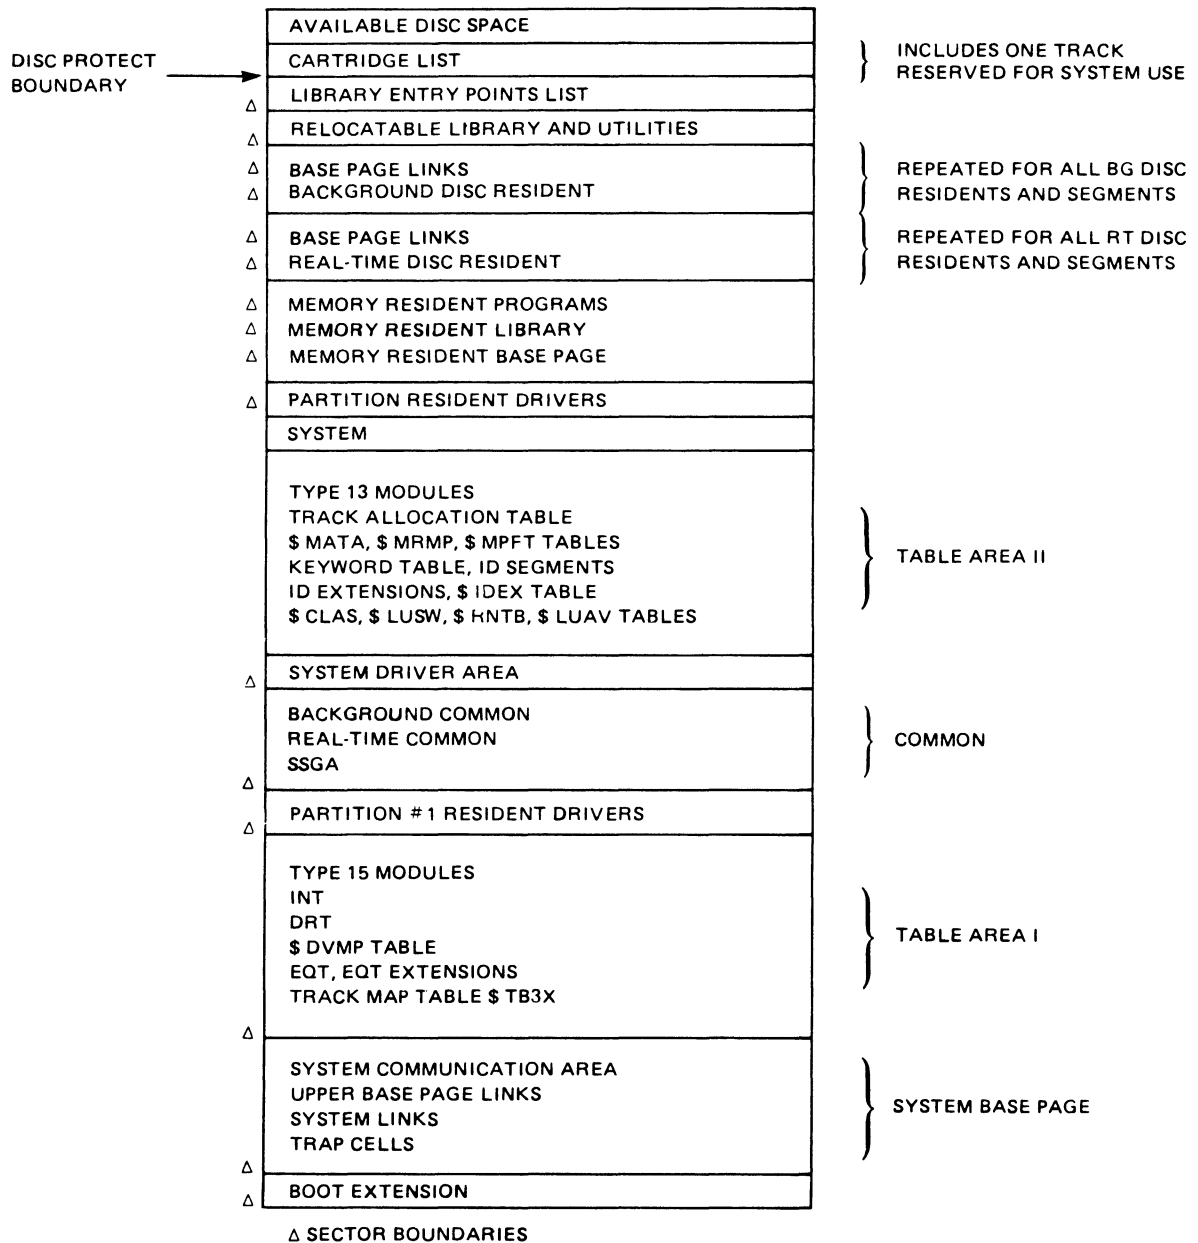 AVAILABLE DISC SPACE
DISC PROTECT
BOUNDARY
CARTRIDGE LIST
INCLUDES ONE TRACK
RESERVED FOR SYSTEM USE
Δ LIBRARY ENTRY POINTS LIST
Δ RELOCATABLE LIBRARY AND UTILITIES
Δ BASE PAGE LINKS
Δ BACKGROUND DISC RESIDENT
REPEATED FOR ALL BG DISC
RESIDENTS AND SEGMENTS
Δ BASE PAGE LINKS
Δ REAL-TIME DISC RESIDENT
REPEATED FOR ALL RT DISC
RESIDENTS AND SEGMENTS
Δ MEMORY RESIDENT PROGRAMS
Δ MEMORY RESIDENT LIBRARY
Δ MEMORY RESIDENT BASE PAGE
Δ PARTITION RESIDENT DRIVERS
SYSTEM
TYPE 13 MODULES
TRACK ALLOCATION TABLE
$ MATA, $ MRMP, $ MPFT TABLES
KEYWORD TABLE, ID SEGMENTS
ID EXTENSIONS, $ IDEX TABLE
$ CLAS, $ LUSW, $ RNTB, $ LUAV TABLES
TABLE AREA II
Δ SYSTEM DRIVER AREA
BACKGROUND COMMON
REAL-TIME COMMON
SSGA
Δ
COMMON
Δ PARTITION #1 RESIDENT DRIVERS
TYPE 15 MODULES
INT
DRT
$ DVMP TABLE
EQT, EQT EXTENSIONS
TRACK MAP TABLE $ TB3X
Δ
TABLE AREA I
SYSTEM COMMUNICATION AREA
UPPER BASE PAGE LINKS
SYSTEM LINKS
TRAP CELLS
Δ
SYSTEM BASE PAGE
Δ BOOT EXTENSION
Δ SECTOR BOUNDARIES